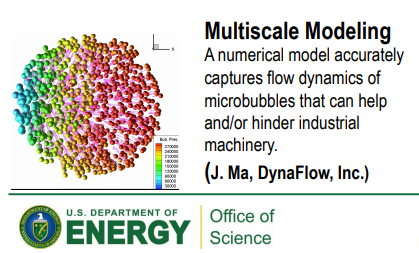 Multiscale Modeling
A numerical model accurately
captures flow dynamics of
microbubbles that can help
and/or hinder industrial
machinery.
(J. Ma, DynaFlow, Inc.)
X
Bub. Pres.
270000
240000
210000
180000
150000
120000
90000
60000
30000
U.S. DEPARTMENT OF
ENERGY
Office of
Science